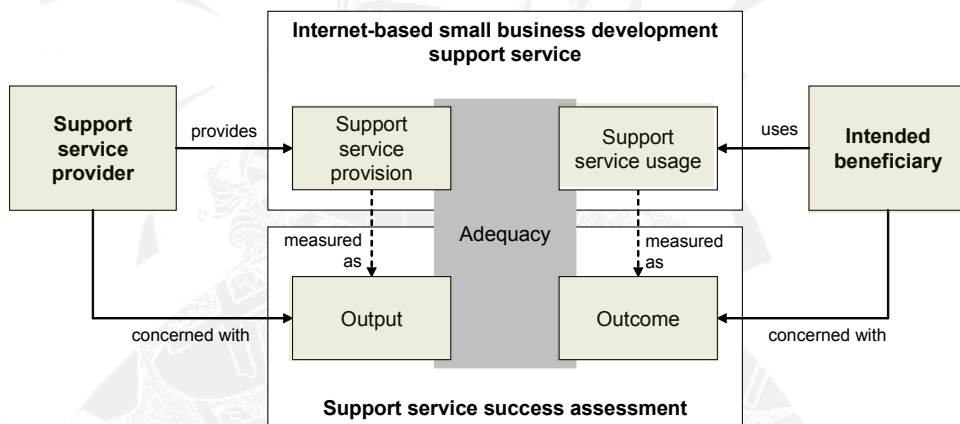 Internet-based small business development
support service
Support
service
provider
provides
Support
service
provision
Support
service usage
uses
Intended
beneficiary
measured
as
Adequacy
measured
as
Output
Outcome
concerned with
concerned with
Support service success assessment